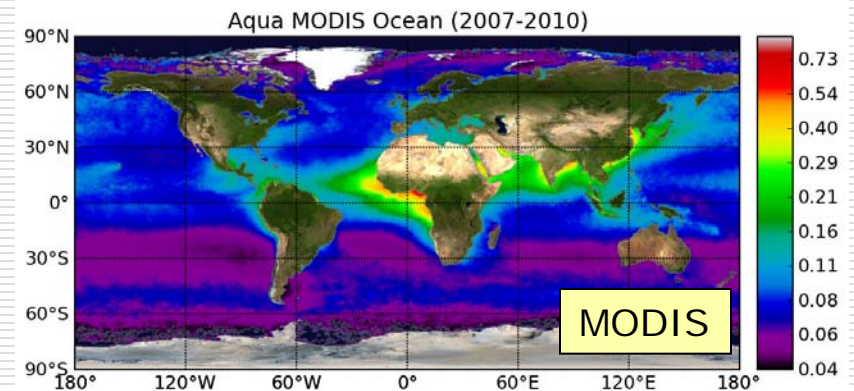 Aqua MODIS Ocean (2007-2010)
90°N
60°N
30°N
0°
30°S
60°S
90°S
180° 120°W 60°W 0° 60°E 120°E 180°
0.73
0.54
0.40
0.29
0.21
0.16
0.11
0.08
0.06
0.04
MODIS